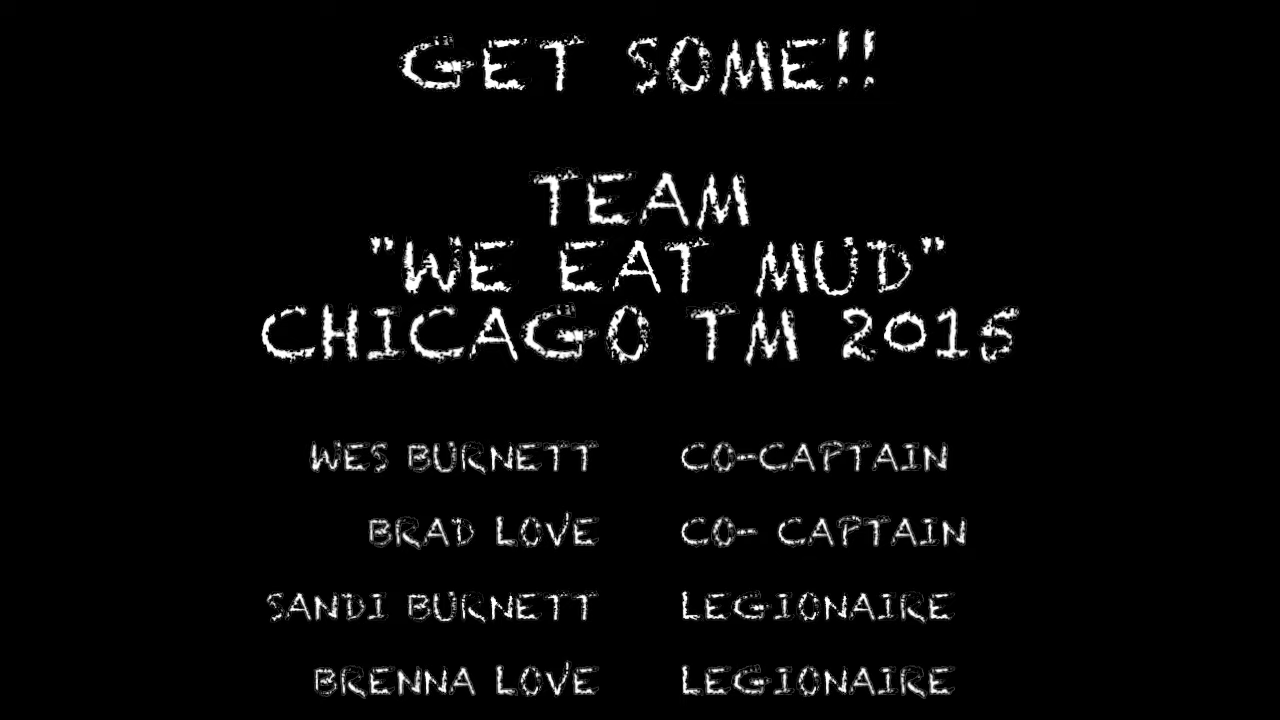 GET SOME!!
TEAM
"WE EAT MUD"
CHICAGO TM 2015
WES BURNETT CO-CAPTAIN
BRAD LOVE CO- CAPTAIN
SANDI BURNETT LEGIONAIRE
BRENNA LOVE LEGIONAIRE